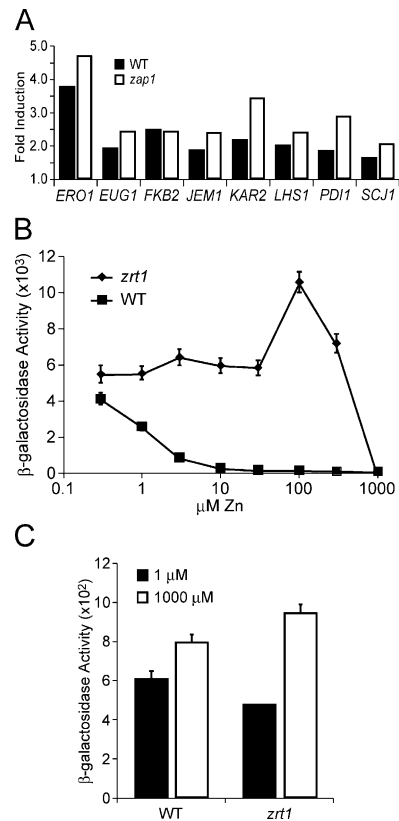 A
5.0
4.0
3.0
2.0
1.0
Fold Induction
WT
zap1
ERO1 EUG1 FKB2 JEM1 KAR2 LHS1 PDI1 SCJ1
B
12
10
8
6
4
2
0
β-galactosidase Activity (x10³)
zrt1
WT
0.1 1 10 100 1000
μM Zn
C
12
10
8
6
4
2
0
β-galactosidase Activity (x10²)
1 μM
1000 μM
WT zrt1